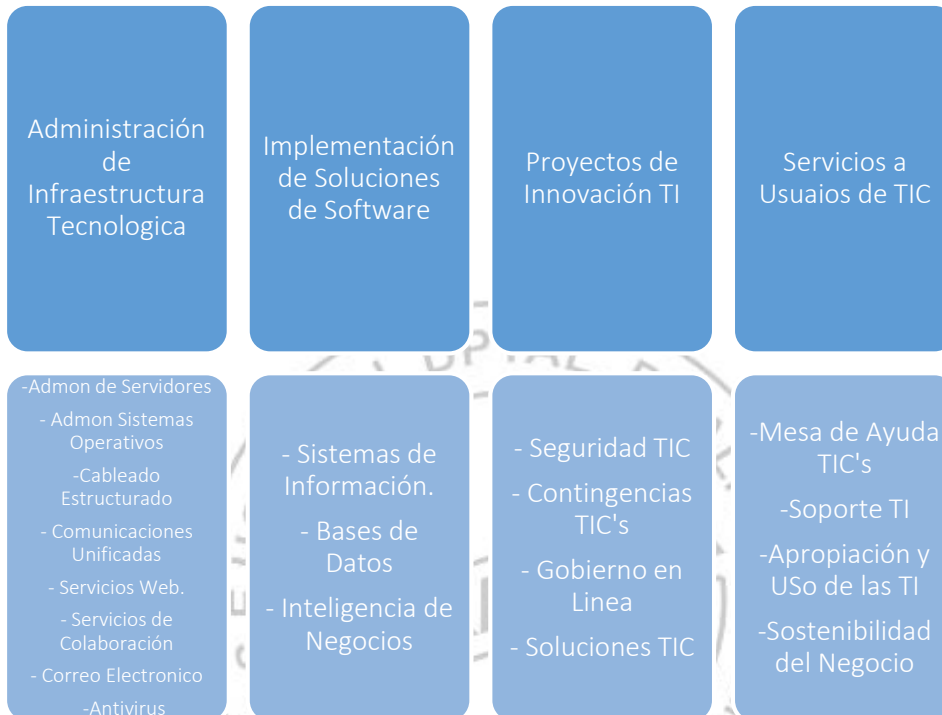 Administración
de
Infraestructura
Tecnologica
Implementación
de Soluciones
de Software
Proyectos de
Innovación TI
Servicios a
Usuaios de TIC
-Admon de Servidores
- Admon Sistemas
Operativos
-Cableado
Estructurado
- Comunicaciones
Unificadas
- Servicios Web.
- Servicios de
Colaboración
- Correo Electronico
-Antivirus
- Sistemas de
Información.
- Bases de
Datos
- Inteligencia de
Negocios
- Seguridad TIC
- Contingencias
TIC's
- Gobierno en
Linea
- Soluciones TIC
-Mesa de Ayuda
TIC's
-Soporte TI
-Apropiación y
USo de las TI
-Sostenibilidad
del Negocio